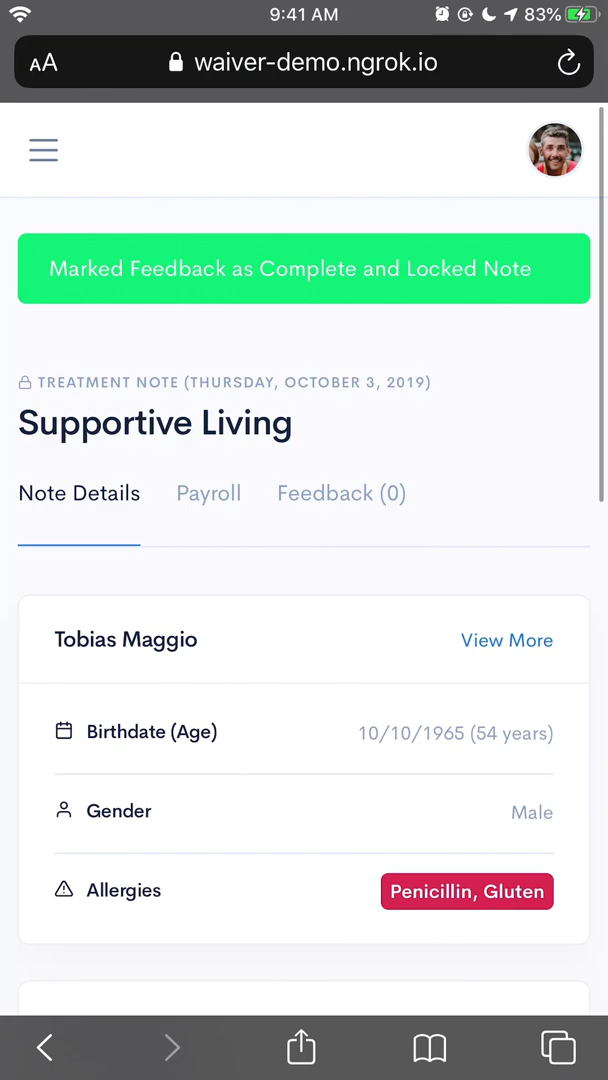 9:41 AM
83%
AA
waiver-demo.ngrok.io
Marked Feedback as Complete and Locked Note
TREATMENT NOTE (THURSDAY, OCTOBER 3, 2019)
Supportive Living
Note Details Payroll Feedback (0)
Tobias Maggio View More
Birthdate (Age) 10/10/1965 (54 years)
Gender Male
Allergies Penicillin, Gluten